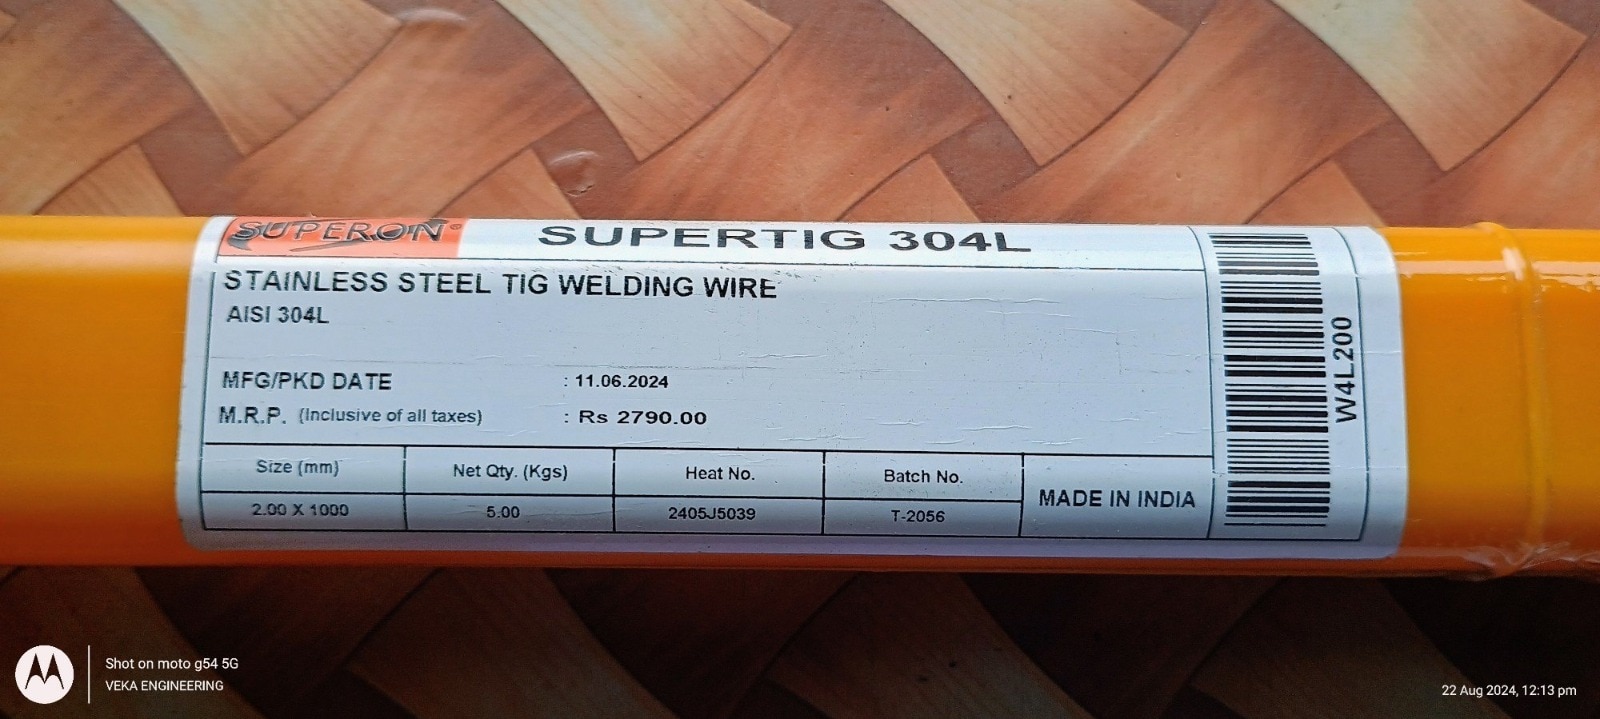 SUPERON®
SUPERTIG 304L
STAINLESS STEEL TIG WELDING WIRE
AISI 304L
MFG/PKD DATE : 11.06.2024
M.R.P. (Inclusive of all taxes) : Rs 2790.00
Size (mm) Net Qty. (Kgs) Heat No. Batch No.
2.00 X 1000 5.00 2405J5039 T-2056
MADE IN INDIA
W4L200
Shot on moto g54 5G
VEKA ENGINEERING
22 Aug 2024, 12:13 pm